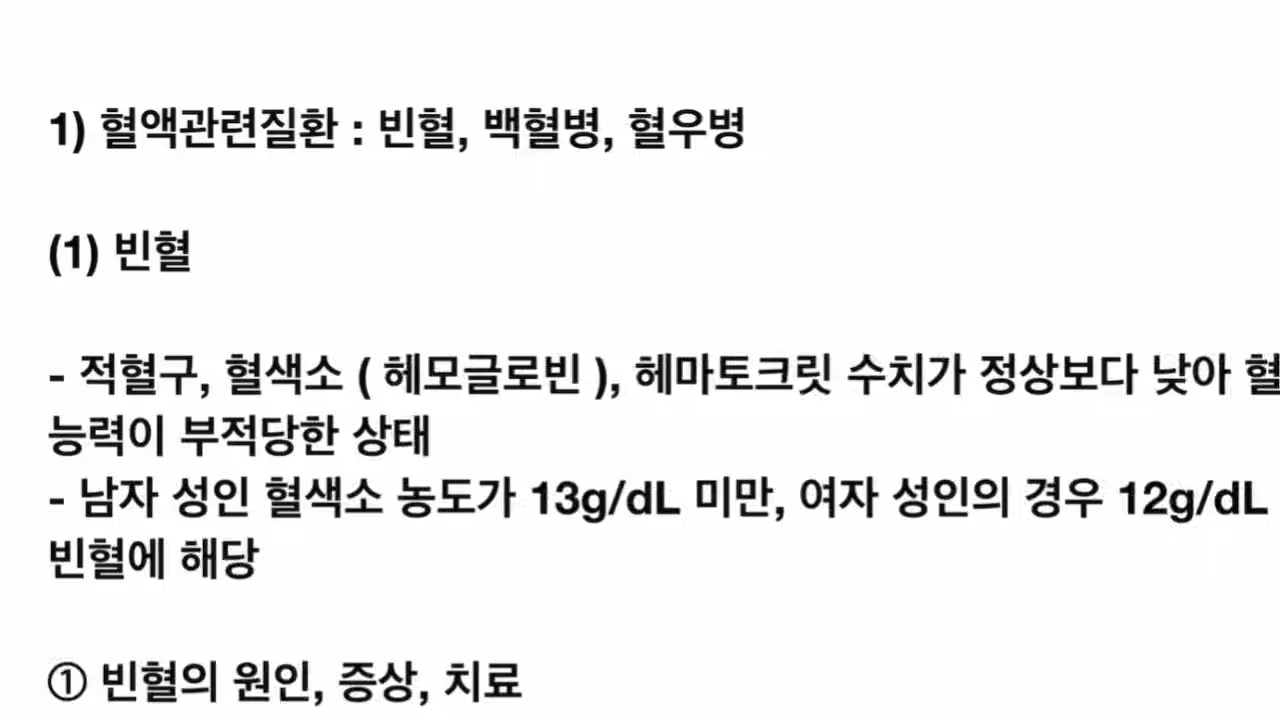 1) 혈액관련질환 : 빈혈, 백혈병, 혈우병
(1) 빈혈
- 적혈구, 혈색소 ( 헤모글로빈 ), 헤마토크릿 수치가 정상보다 낮아
능력이 부적당한 상태
- 남자 성인 혈색소 농도가 13g/dL 미만, 여자 성인의 경우 12g/dL
빈혈에 해당
① 빈혈의 원인, 증상, 치료